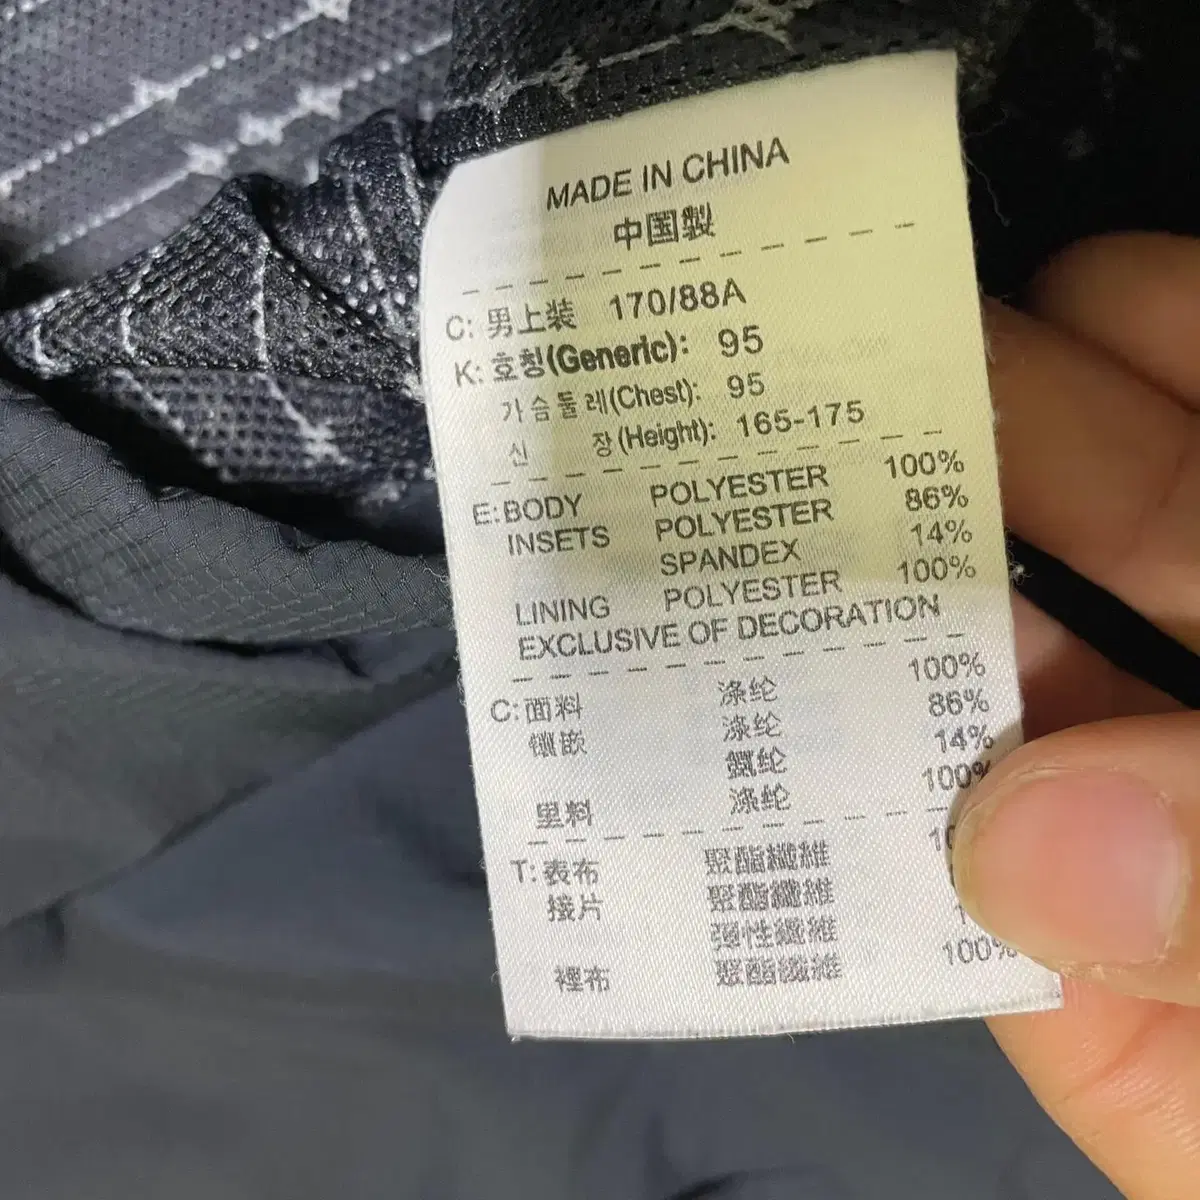 MADE IN CHINA
中国製
C: 男上装 170/88A
K: 호칭(Generic): 95
가슴둘레(Chest): 95
신 장(Height): 165-175
E: BODY POLYESTER 100%
INSETS POLYESTER 86%
SPANDEX 14%
LINING POLYESTER 100%
EXCLUSIVE OF DECORATION
C: 面料 涤纶 100%
镶嵌 涤纶 86%
氨纶 14%
里料 涤纶 100%
T: 表布 聚酯纖維
接片 聚酯纖維
彈性纖維
裡布 聚酯纖維 100%